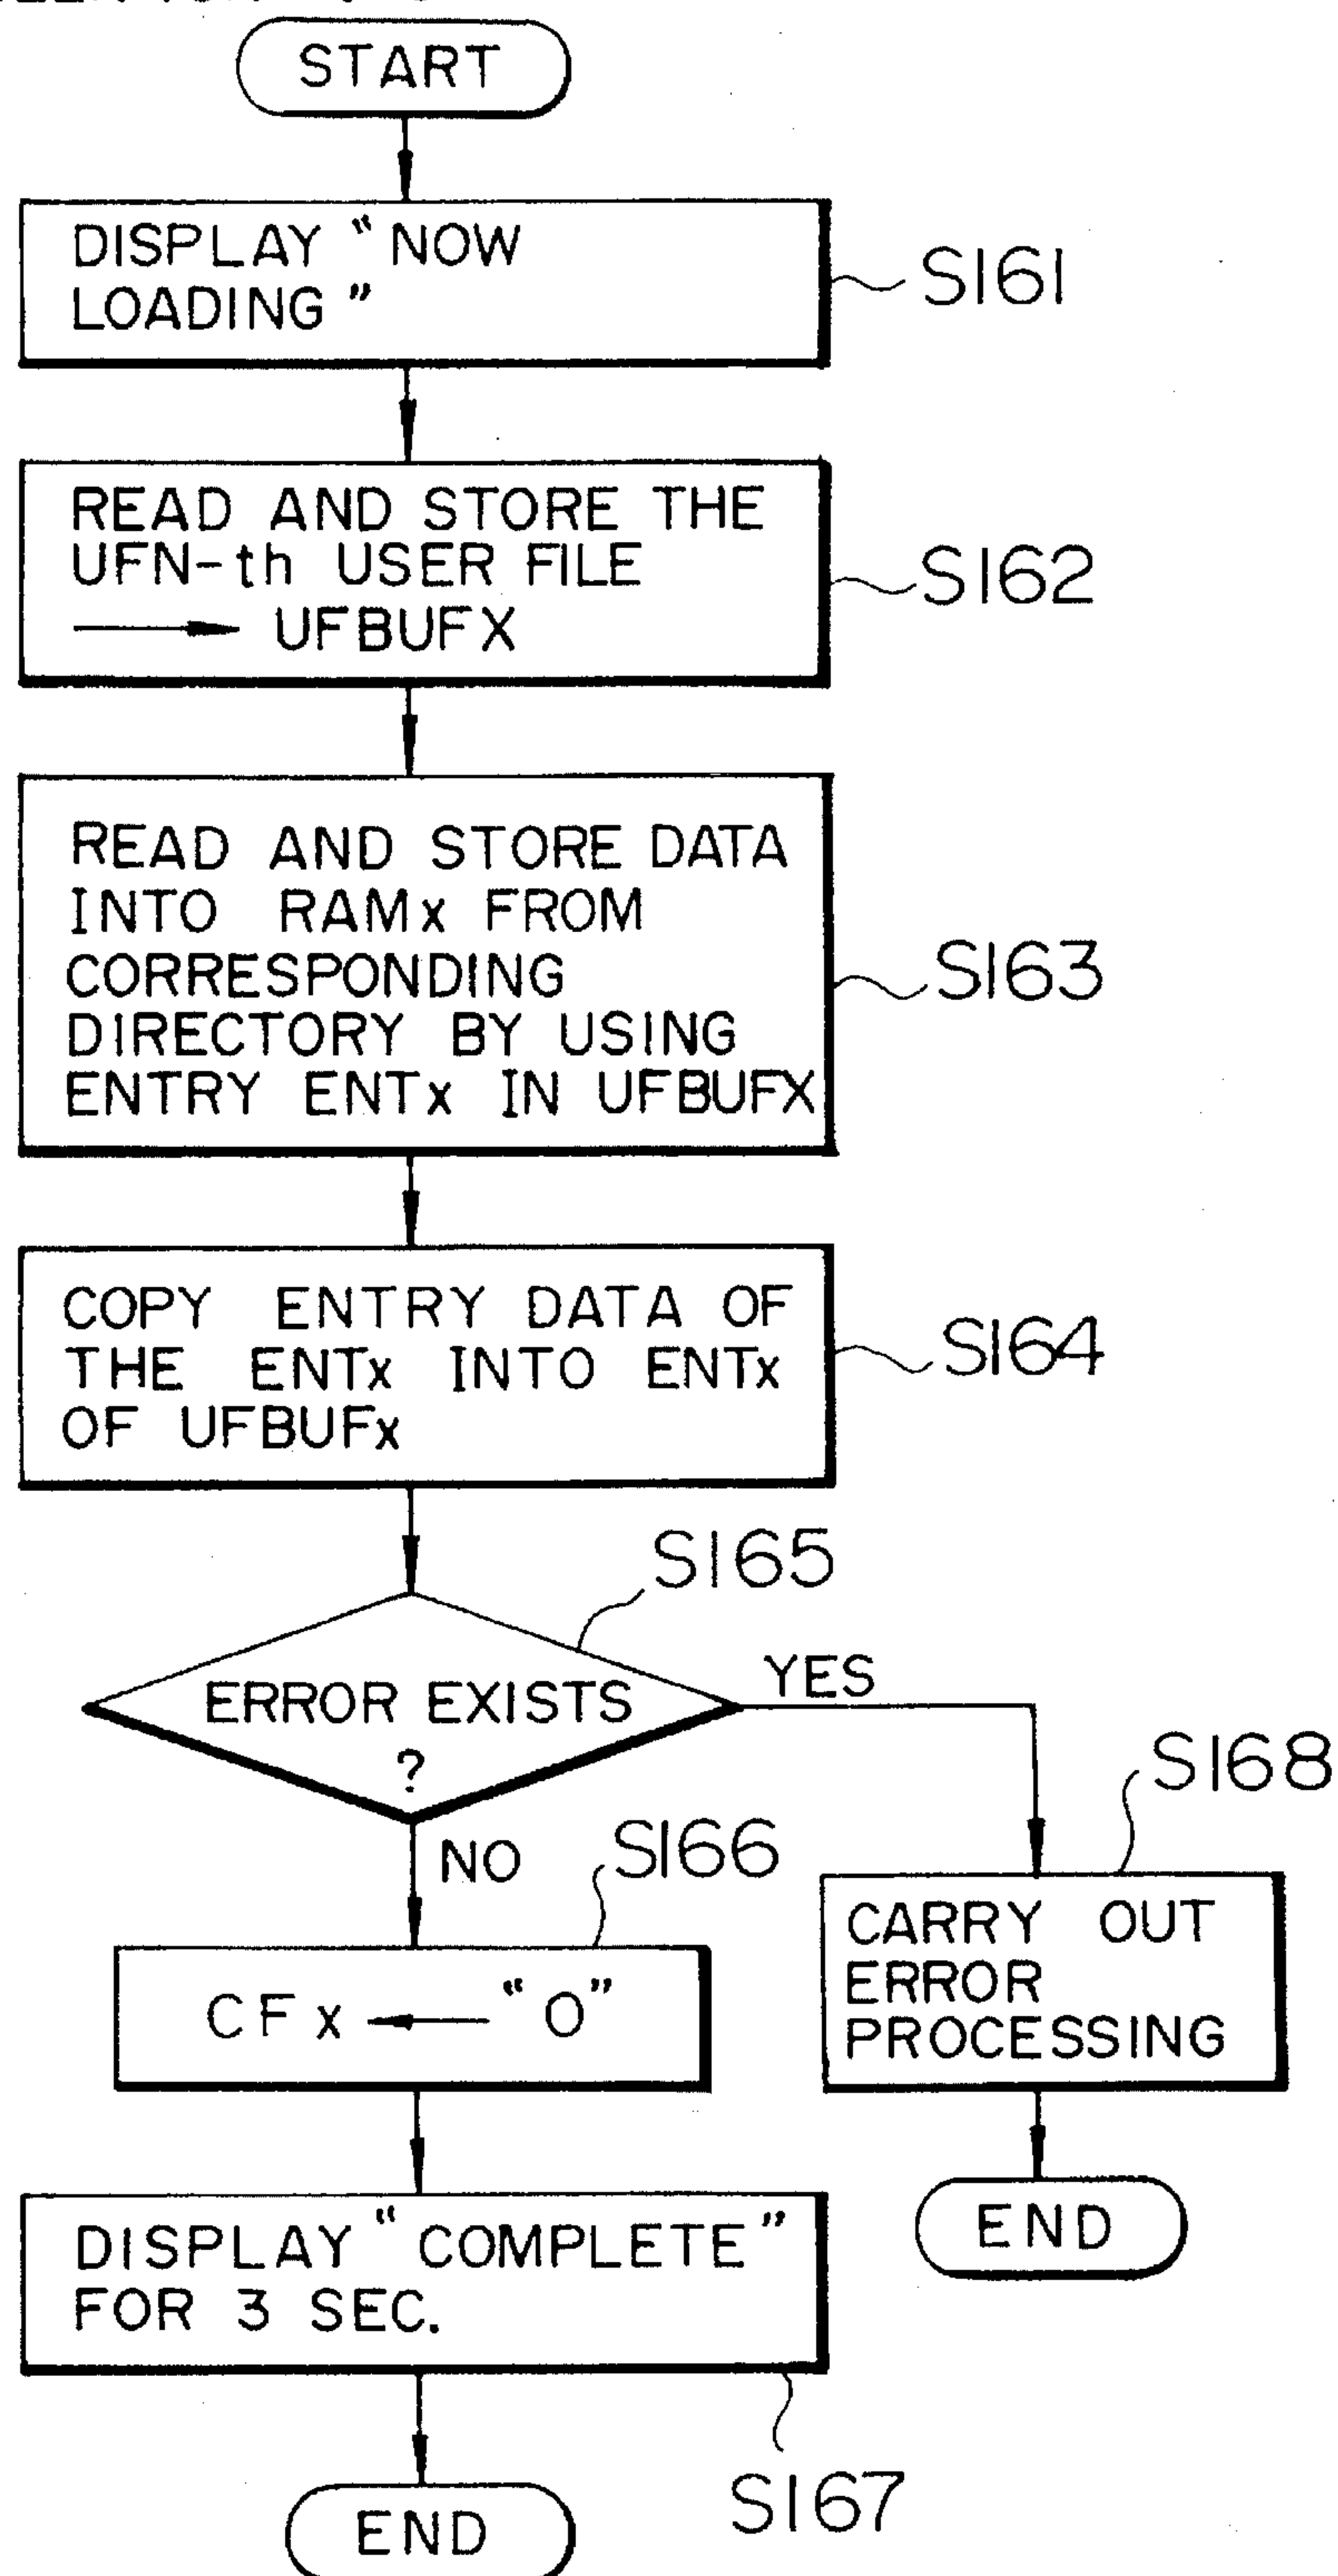 START
DISPLAY "NOW
LOADING"
S161
READ AND STORE THE
UFN-th USER FILE
→ UFBUFX
S162
READ AND STORE DATA
INTO RAMx FROM
CORRESPONDING
DIRECTORY BY USING
ENTRY ENTx IN UFBUFX
S163
COPY ENTRY DATA OF
THE ENTx INTO ENTx
OF UFBUFx
S164
S165
ERROR EXISTS
?
YES
NO
S166
S168
CFx ← "0"
CARRY OUT
ERROR
PROCESSING
DISPLAY "COMPLETE"
FOR 3 SEC.
END
S167
END